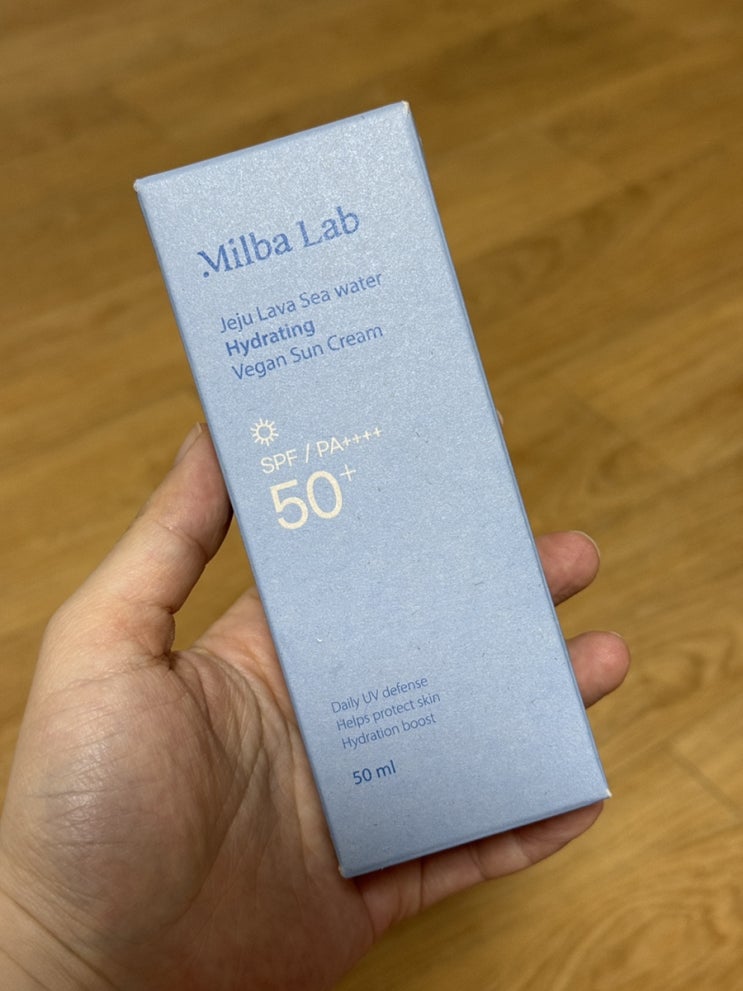 Milba Lab
Jeju Lava Sea water
Hydrating
Vegan Sun Cream
SPF / PA++++
50+
Daily UV defense
Helps protect skin
Hydration boost
50 ml